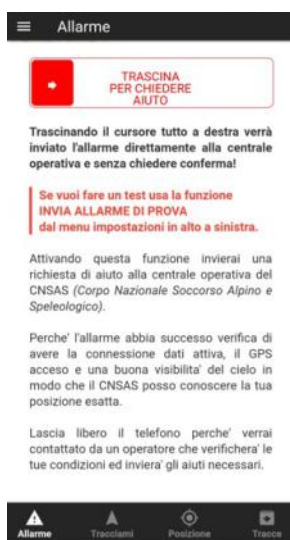 Allarme
TRASCINA
PER CHIEDERE
AIUTO
Trascinando il cursore tutto a destra verrà
inviato l'allarme direttamente alla centrale
operativa e senza chiedere conferma!
Se vuoi fare un test usa la funzione
INVIA ALLARME DI PROVA
dal menu impostazioni in alto a sinistra.
Attivando questa funzione invierai una
richiesta di aiuto alla centrale operativa del
CNSAS (Corpo Nazionale Soccorso Alpino e
Speleologico).
Perche' l'allarme abbia successo verifica di
avere la connessione dati attiva, il GPS
acceso e una buona visibilita' del cielo in
modo che il CNSAS posso conoscere la tua
posizione esatta.
Lascia libero il telefono perche' verrai
contattato da un operatore che verifichera' le
tue condizioni ed inviera' gli aiuti necessari.
Allarme Tracciami Posizione Tracce